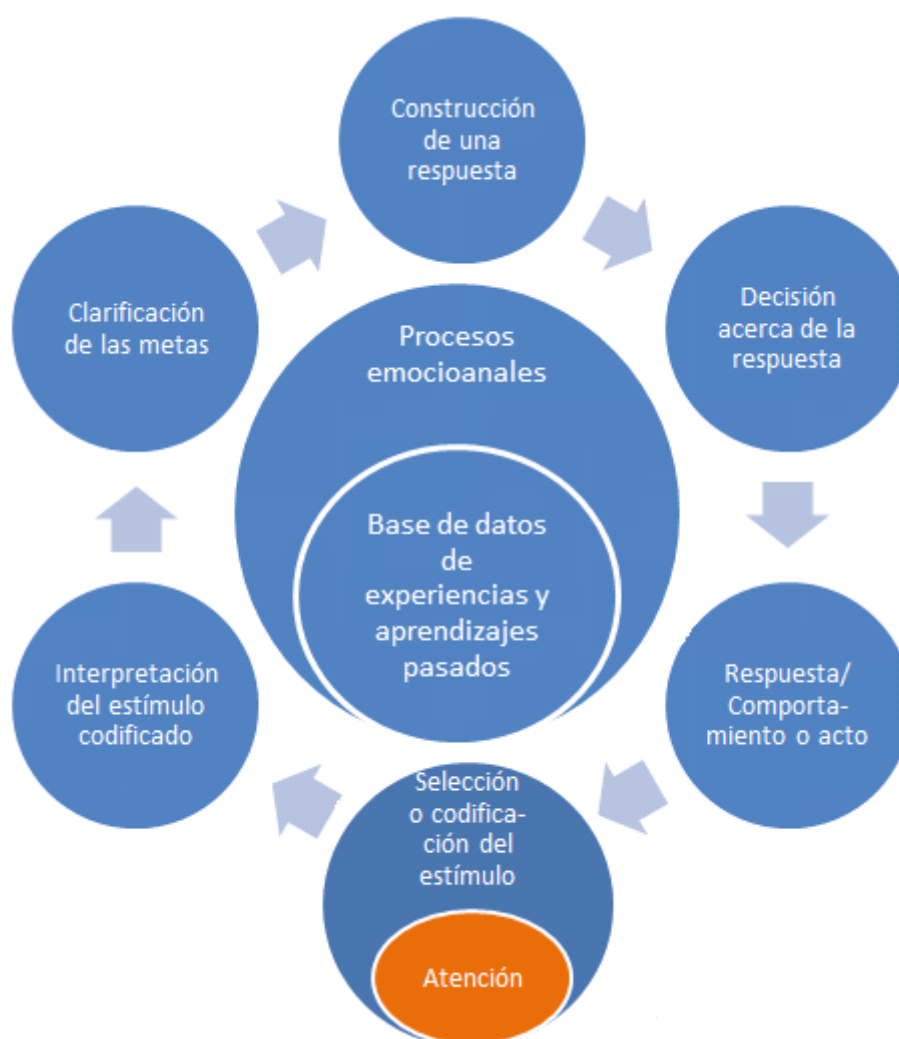 Construcción
de una
respuesta
Clarificación
de las metas
Decisión
acerca de la
respuesta
Procesos
emocioanales
Base de datos
de
experiencias y
aprendizajes
pasados
Interpretación
del estímulo
codificado
Respuesta/
Comporta-
miento o acto
Selección
o codifica-
ción del
estímulo
Atención